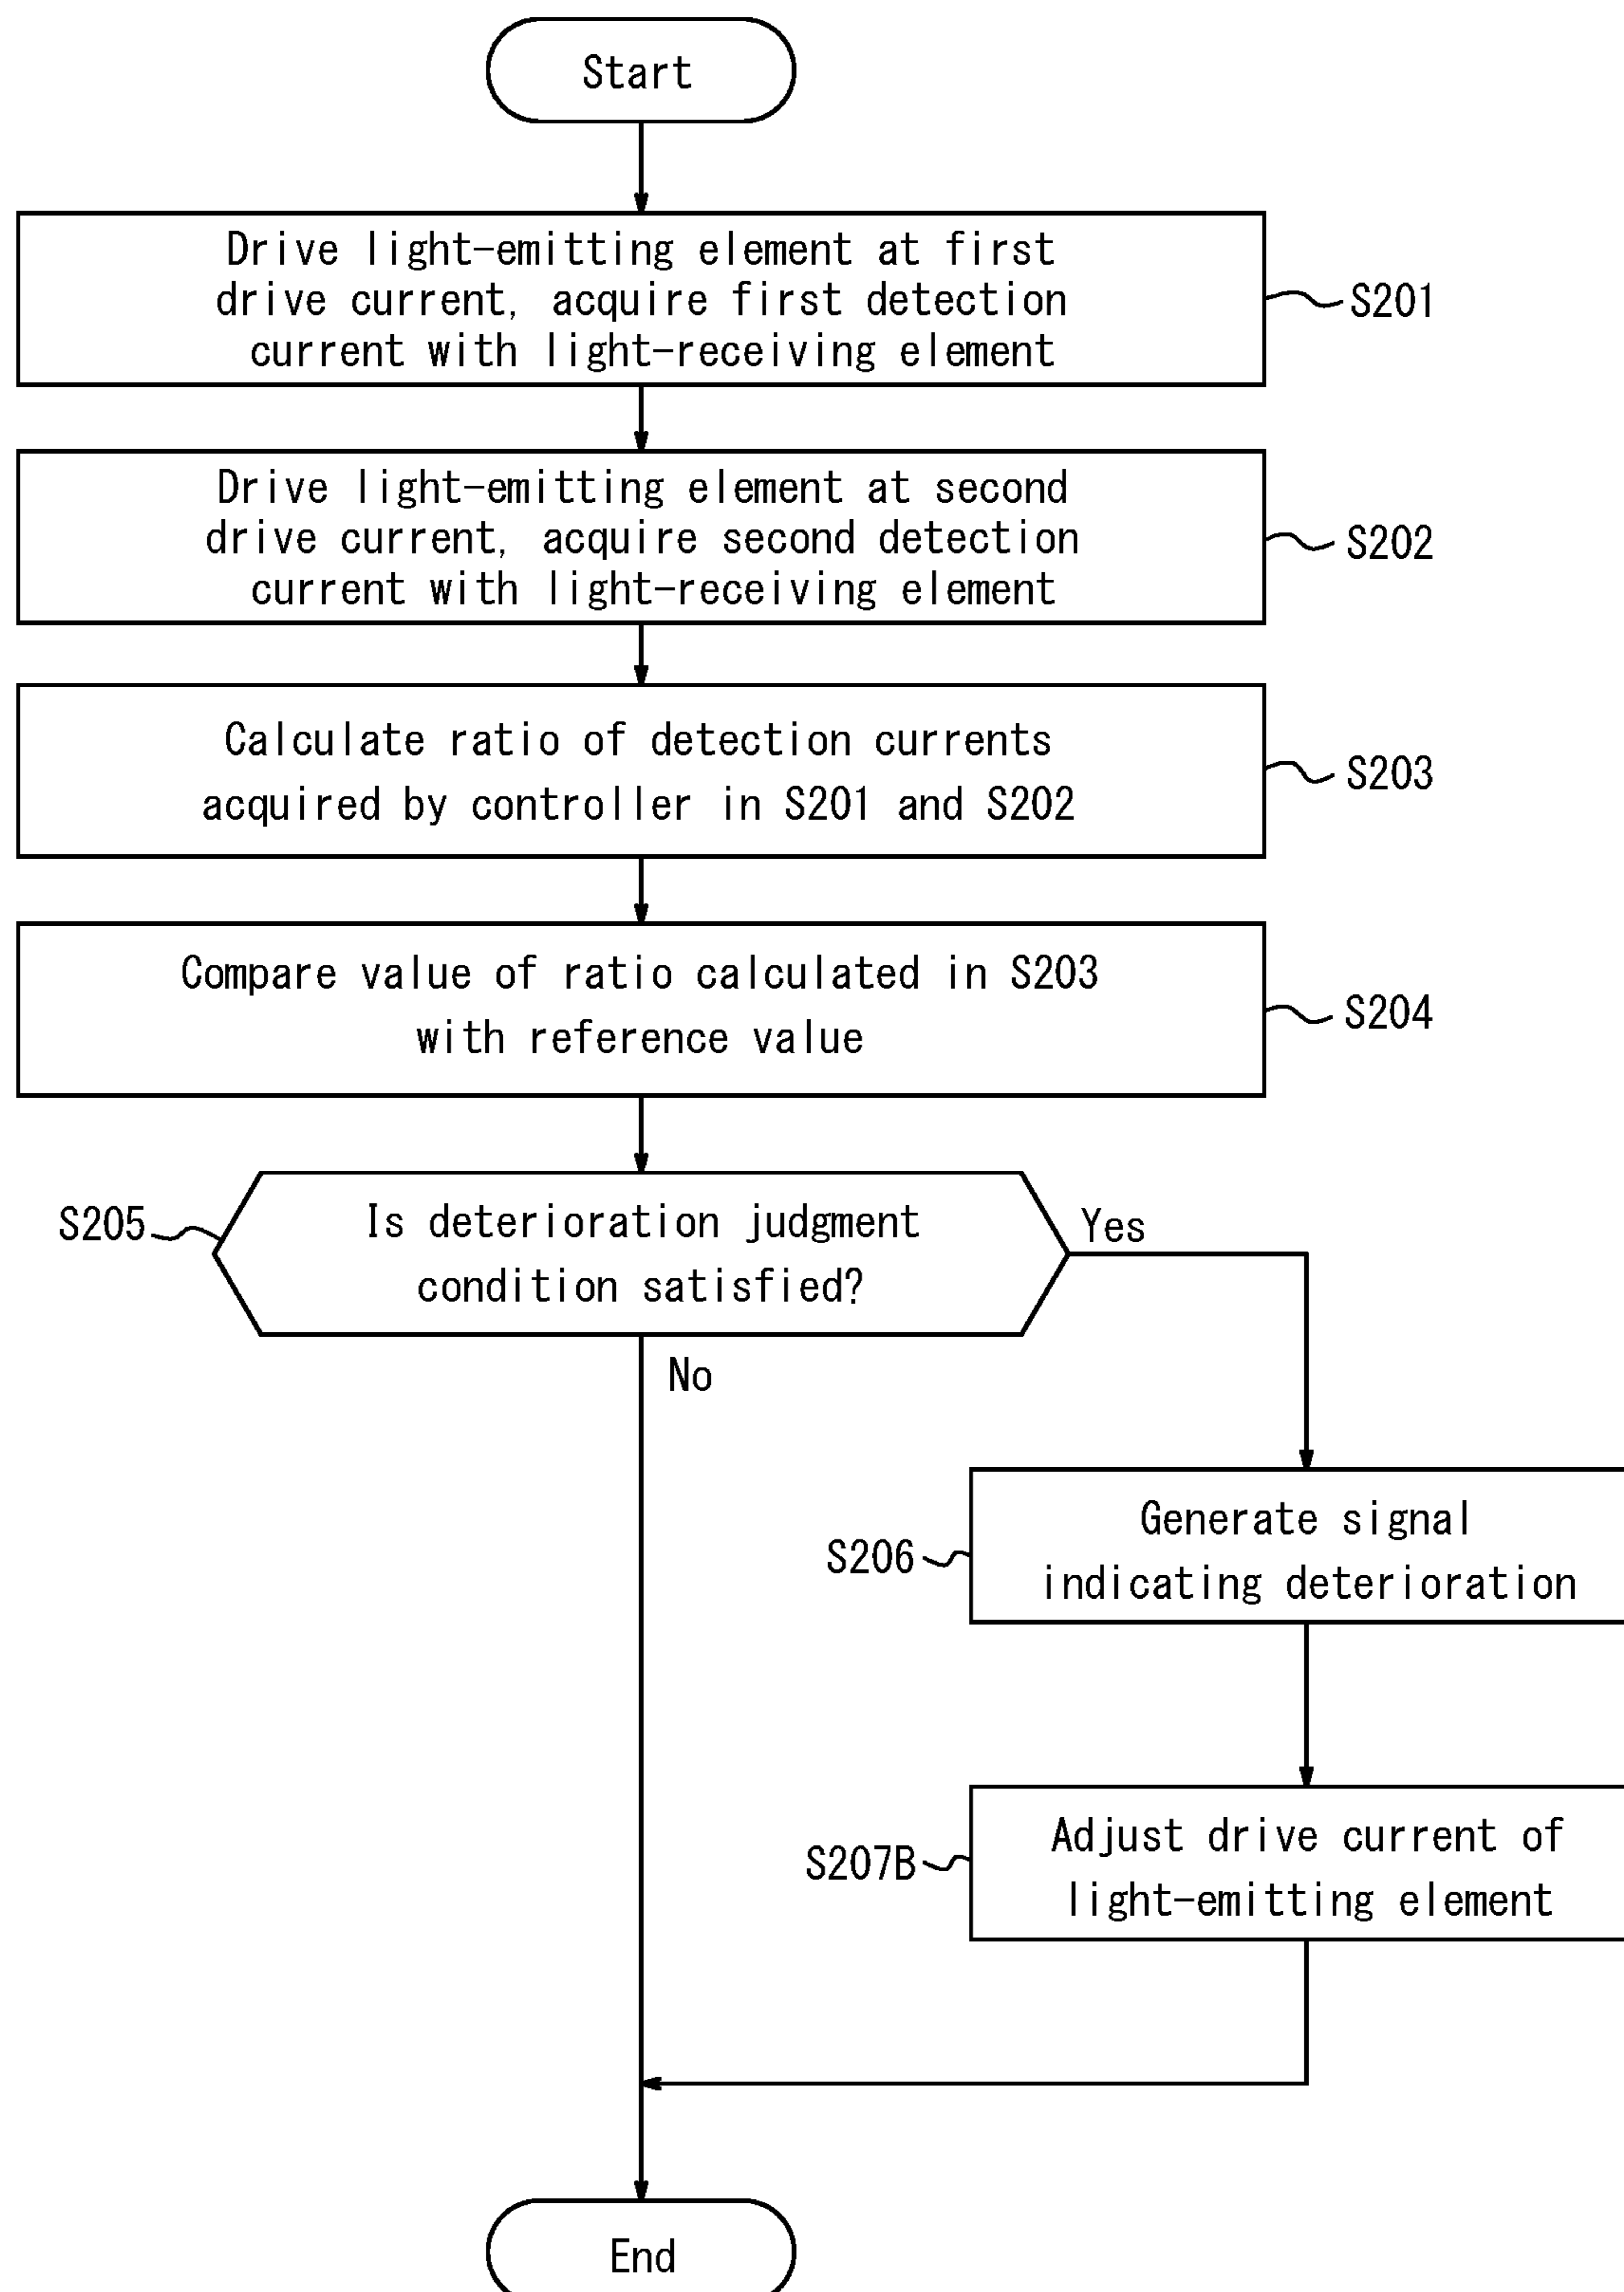 Start
Drive light-emitting element at first
drive current, acquire first detection
current with light-receiving element
S201
Drive light-emitting element at second
drive current, acquire second detection
current with light-receiving element
S202
Calculate ratio of detection currents
acquired by controller in S201 and S202
S203
Compare value of ratio calculated in S203
with reference value
S204
S205
Is deterioration judgment
condition satisfied?
Yes
No
S206
Generate signal
indicating deterioration
S207B
Adjust drive current of
light-emitting element
End